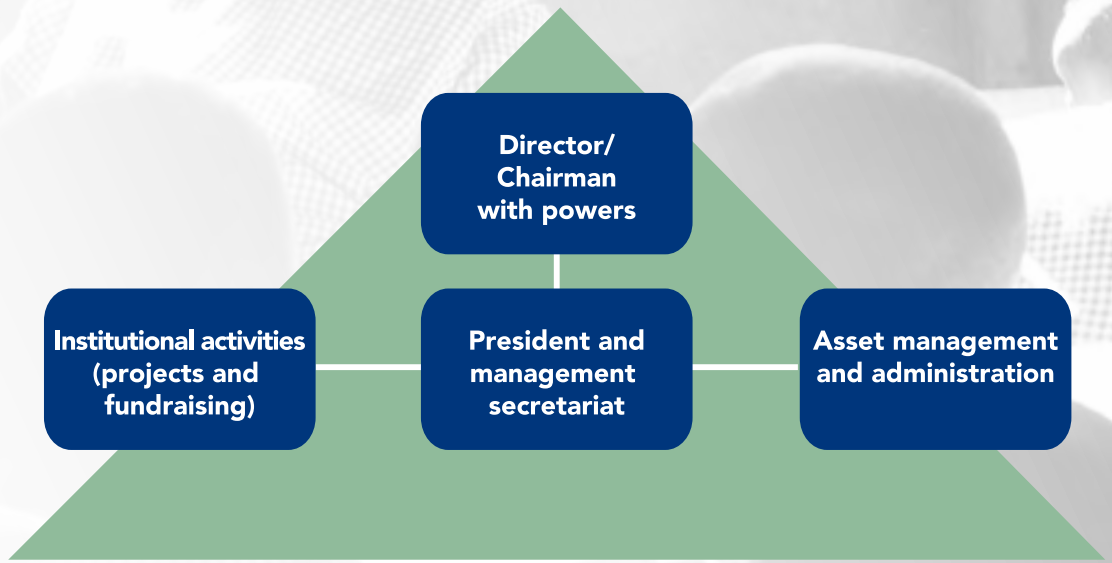 Director/
Chairman
with powers
Institutional activities
(projects and
fundraising)
President and
management
secretariat
Asset management
and administration